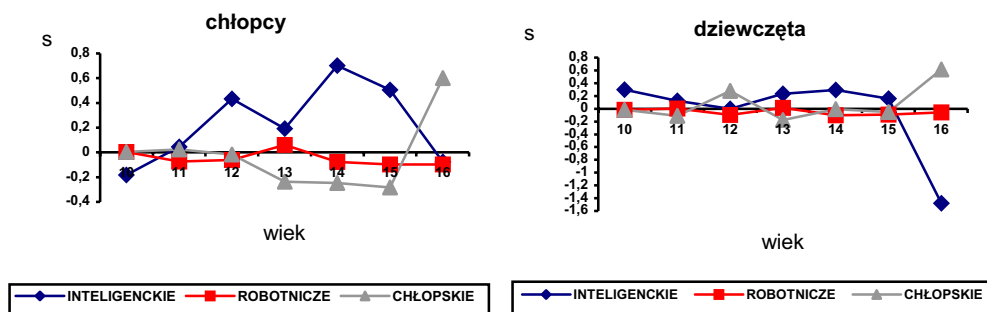 chłopcy
s
0,8
0,6
0,4
0,2
0
-0,2
-0,4
10 11 12 13 14 15 16
wiek
INTELIGENCKIE ROBOTNICZE CHŁOPSKIE
dziewczęta
s
0,8
0,6
0,4
0,2
0
-0,2
-0,4
-0,6
-0,8
-1
-1,2
-1,4
-1,6
10 11 12 13 14 15 16
wiek
INTELIGENCKIE ROBOTNICZE CHŁOPSKIE